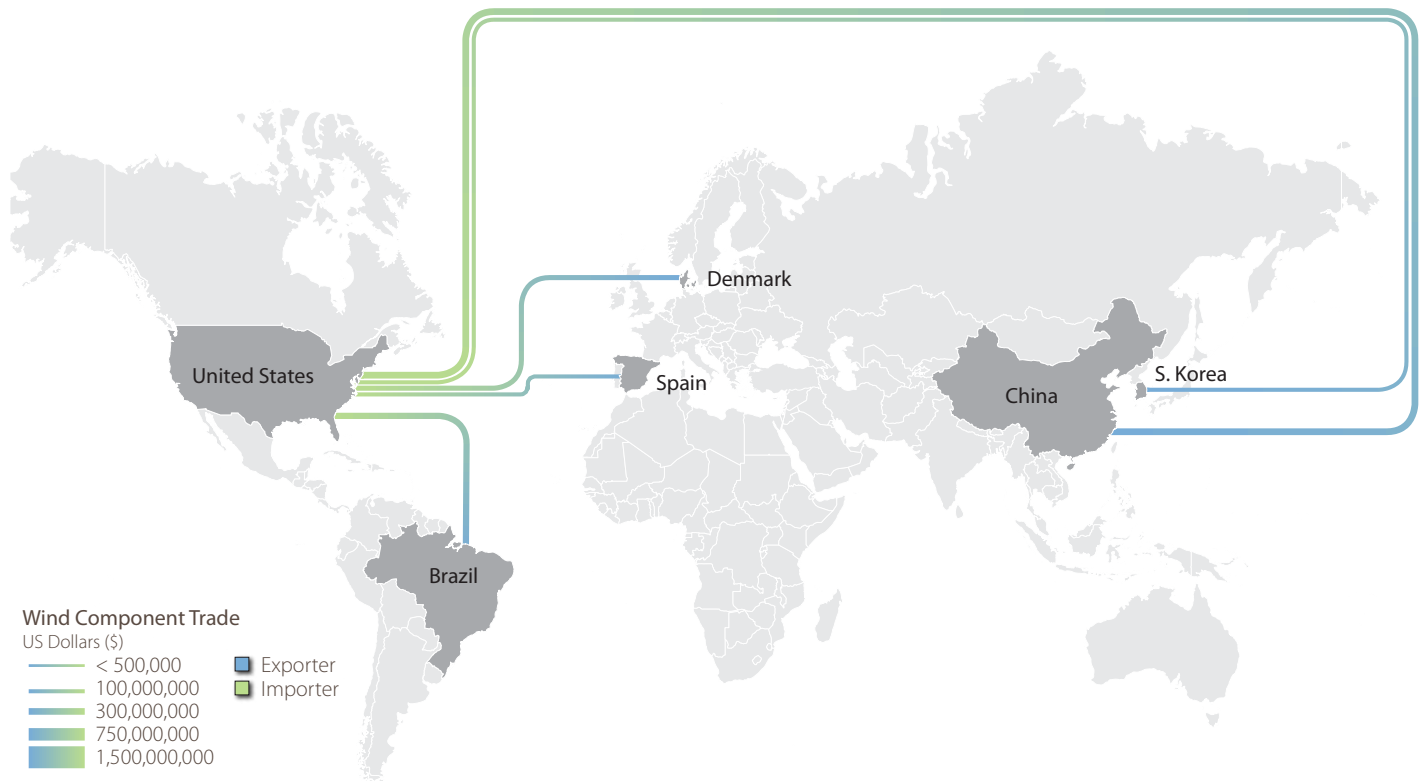 Denmark
United States
Spain
S. Korea
China
Brazil
Wind Component Trade
US Dollars ($)
< 500,000
100,000,000
300,000,000
750,000,000
1,500,000,000
Exporter
Importer